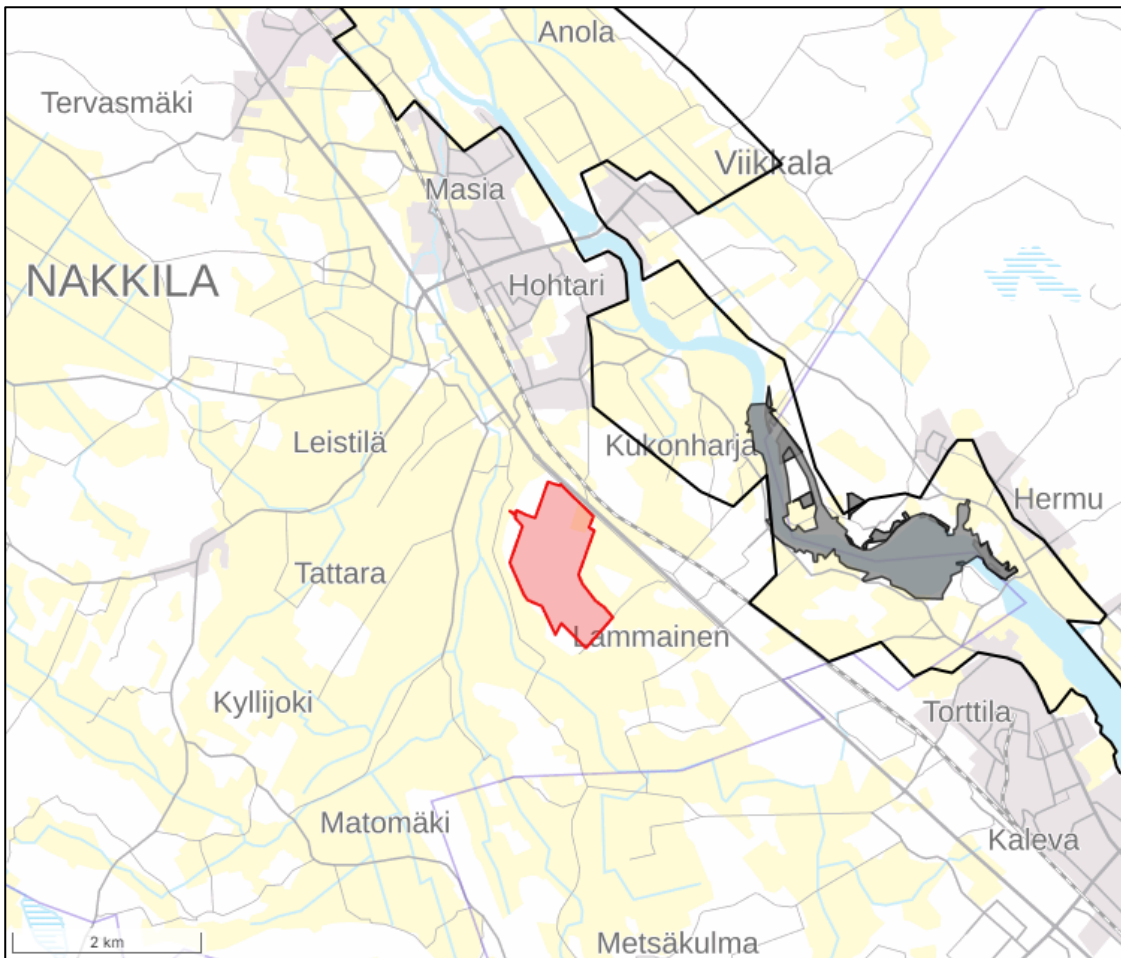 Anola
Tervasmäki
Viikkala
Masia
NAKKILA
Hohtari
Leistilä
Kukonharja
Hermu
Tattara
Lammainen
Kyllijoki
Torttila
Matomäki
Kaleva
Metsäkulma
2 km